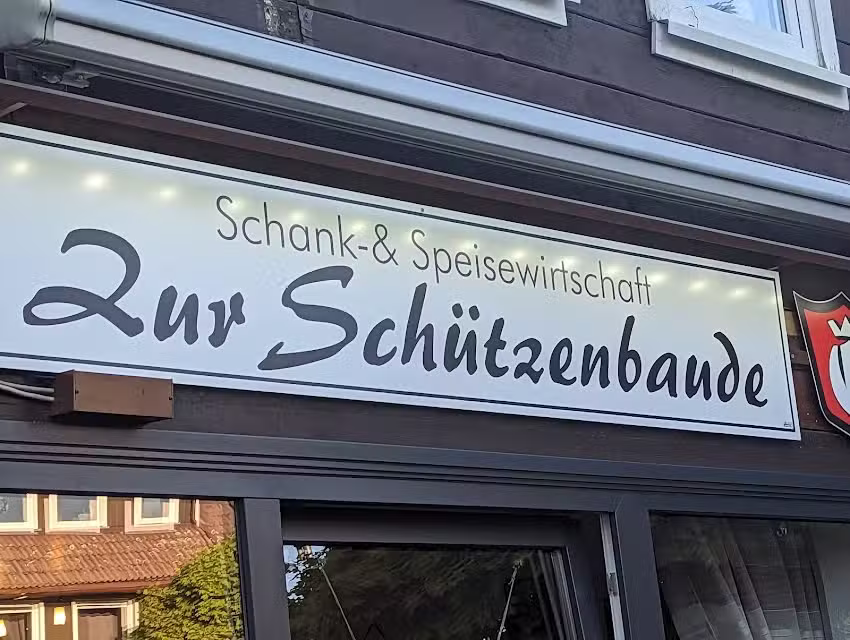 Schank-& Speisewirtschaft
Zur Schützenbaude